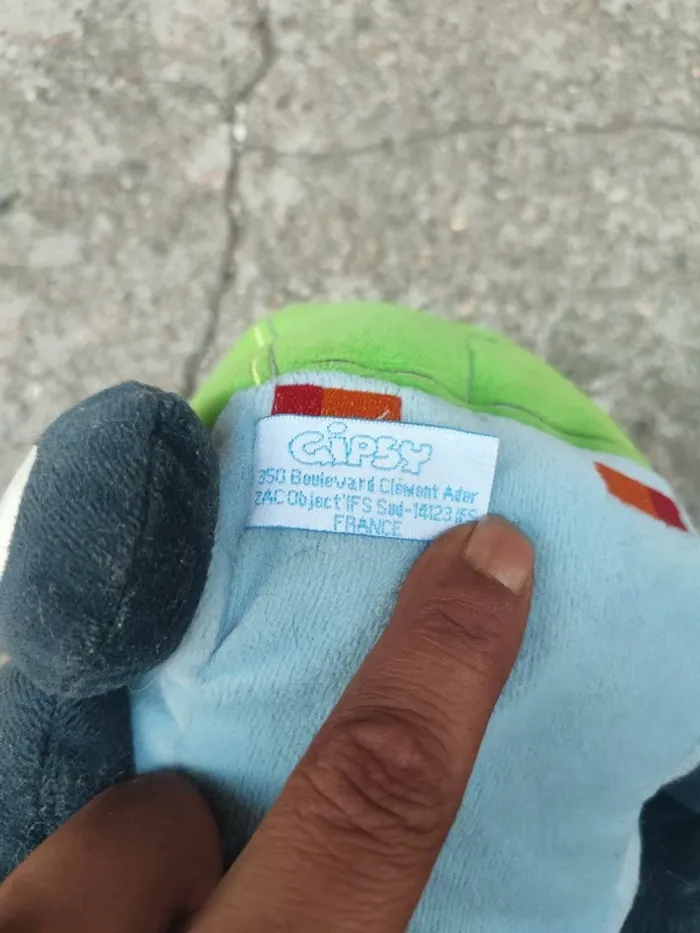 GiPSY
350 Boulevard Clément Ader
ZAC Object'IFS Sud-14123 IFS
FRANCE